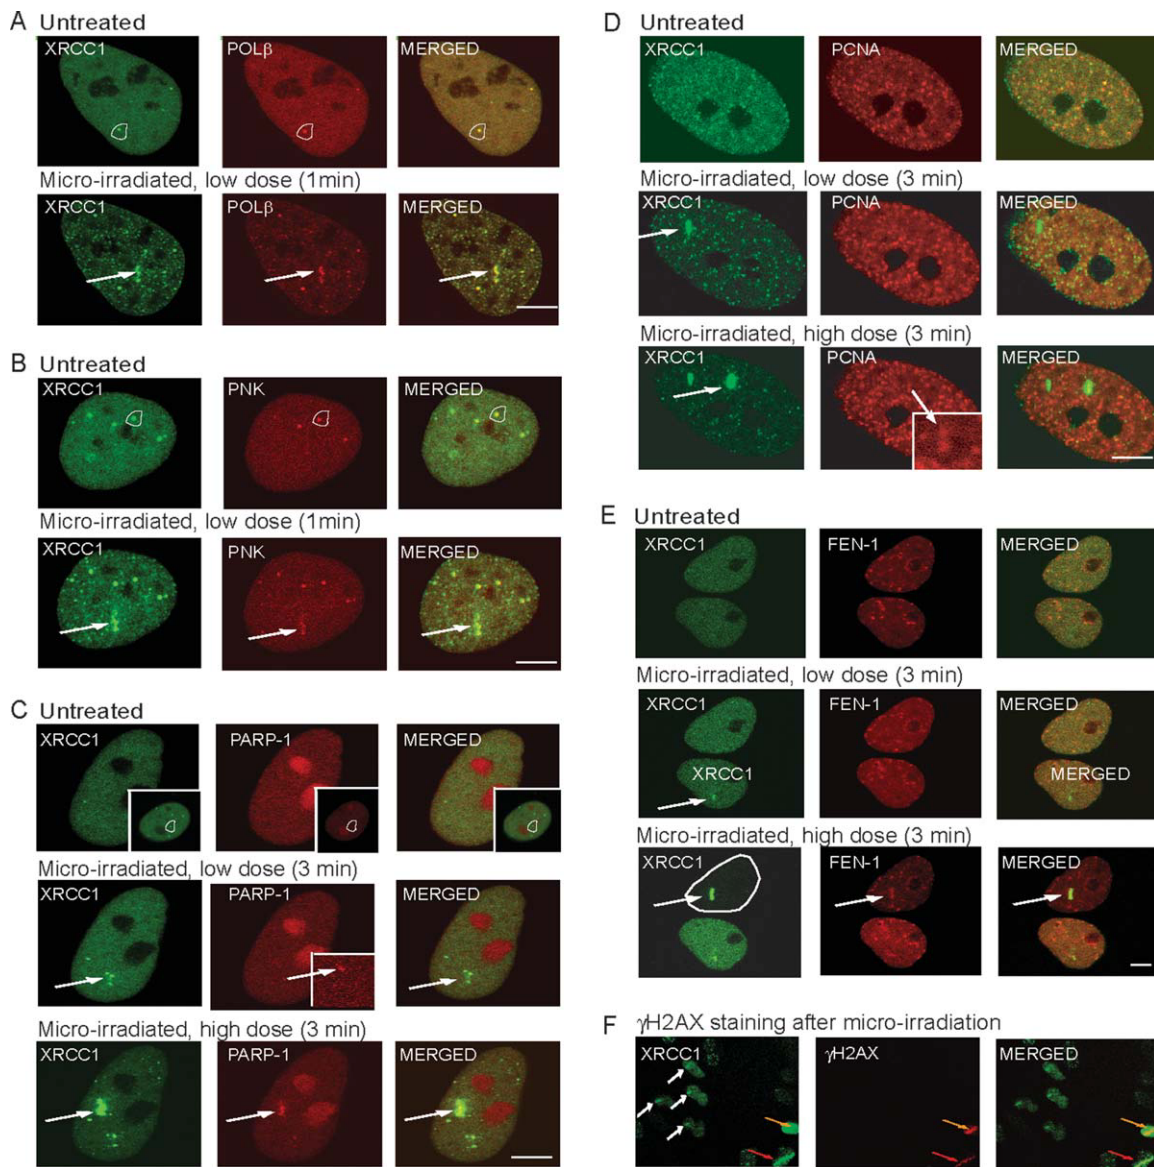 A Untreated
XRCC1 POLβ MERGED
Micro-irradiated, low dose (1min)
XRCC1 POLβ MERGED
B Untreated
XRCC1 PNK MERGED
Micro-irradiated, low dose (1min)
XRCC1 PNK MERGED
C Untreated
XRCC1 PARP-1 MERGED
Micro-irradiated, low dose (3 min)
XRCC1 PARP-1 MERGED
Micro-irradiated, high dose (3 min)
XRCC1 PARP-1 MERGED
D Untreated
XRCC1 PCNA MERGED
Micro-irradiated, low dose (3 min)
XRCC1 PCNA MERGED
Micro-irradiated, high dose (3 min)
XRCC1 PCNA MERGED
E Untreated
XRCC1 FEN-1 MERGED
Micro-irradiated, low dose (3 min)
XRCC1 FEN-1 MERGED
XRCC1 MERGED
Micro-irradiated, high dose (3 min)
XRCC1 FEN-1 MERGED
F γH2AX staining after micro-irradiation
XRCC1 γH2AX MERGED